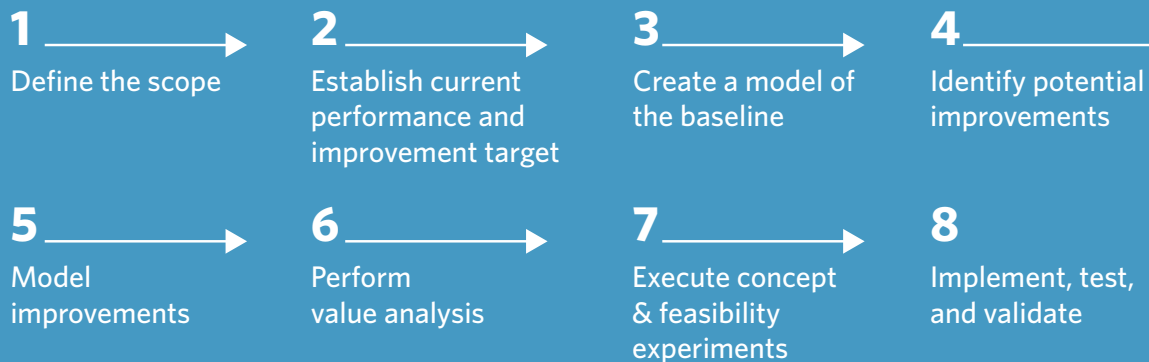 1
Define the scope
2
Establish current
performance and
improvement target
3
Create a model of
the baseline
4
Identify potential
improvements
5
Model
improvements
6
Perform
value analysis
7
Execute concept
& feasibility
experiments
8
Implement, test,
and validate